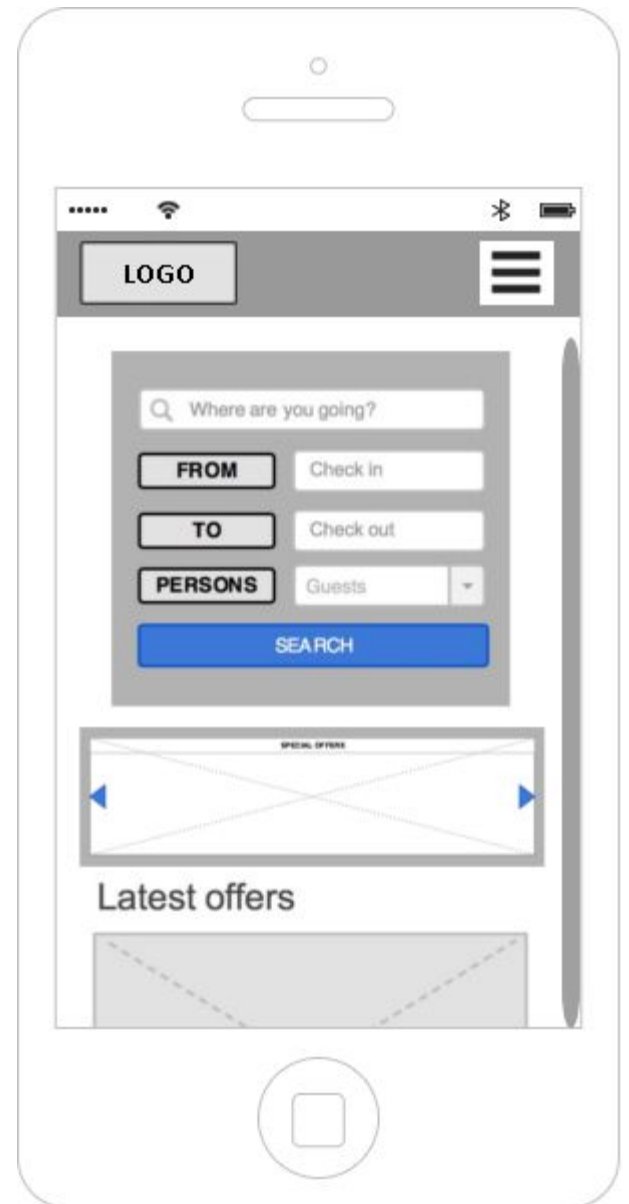 LOGO
Where are you going?
FROM Check in
TO Check out
PERSONS Guests
SEARCH
SPECIAL OFFERS
Latest offers